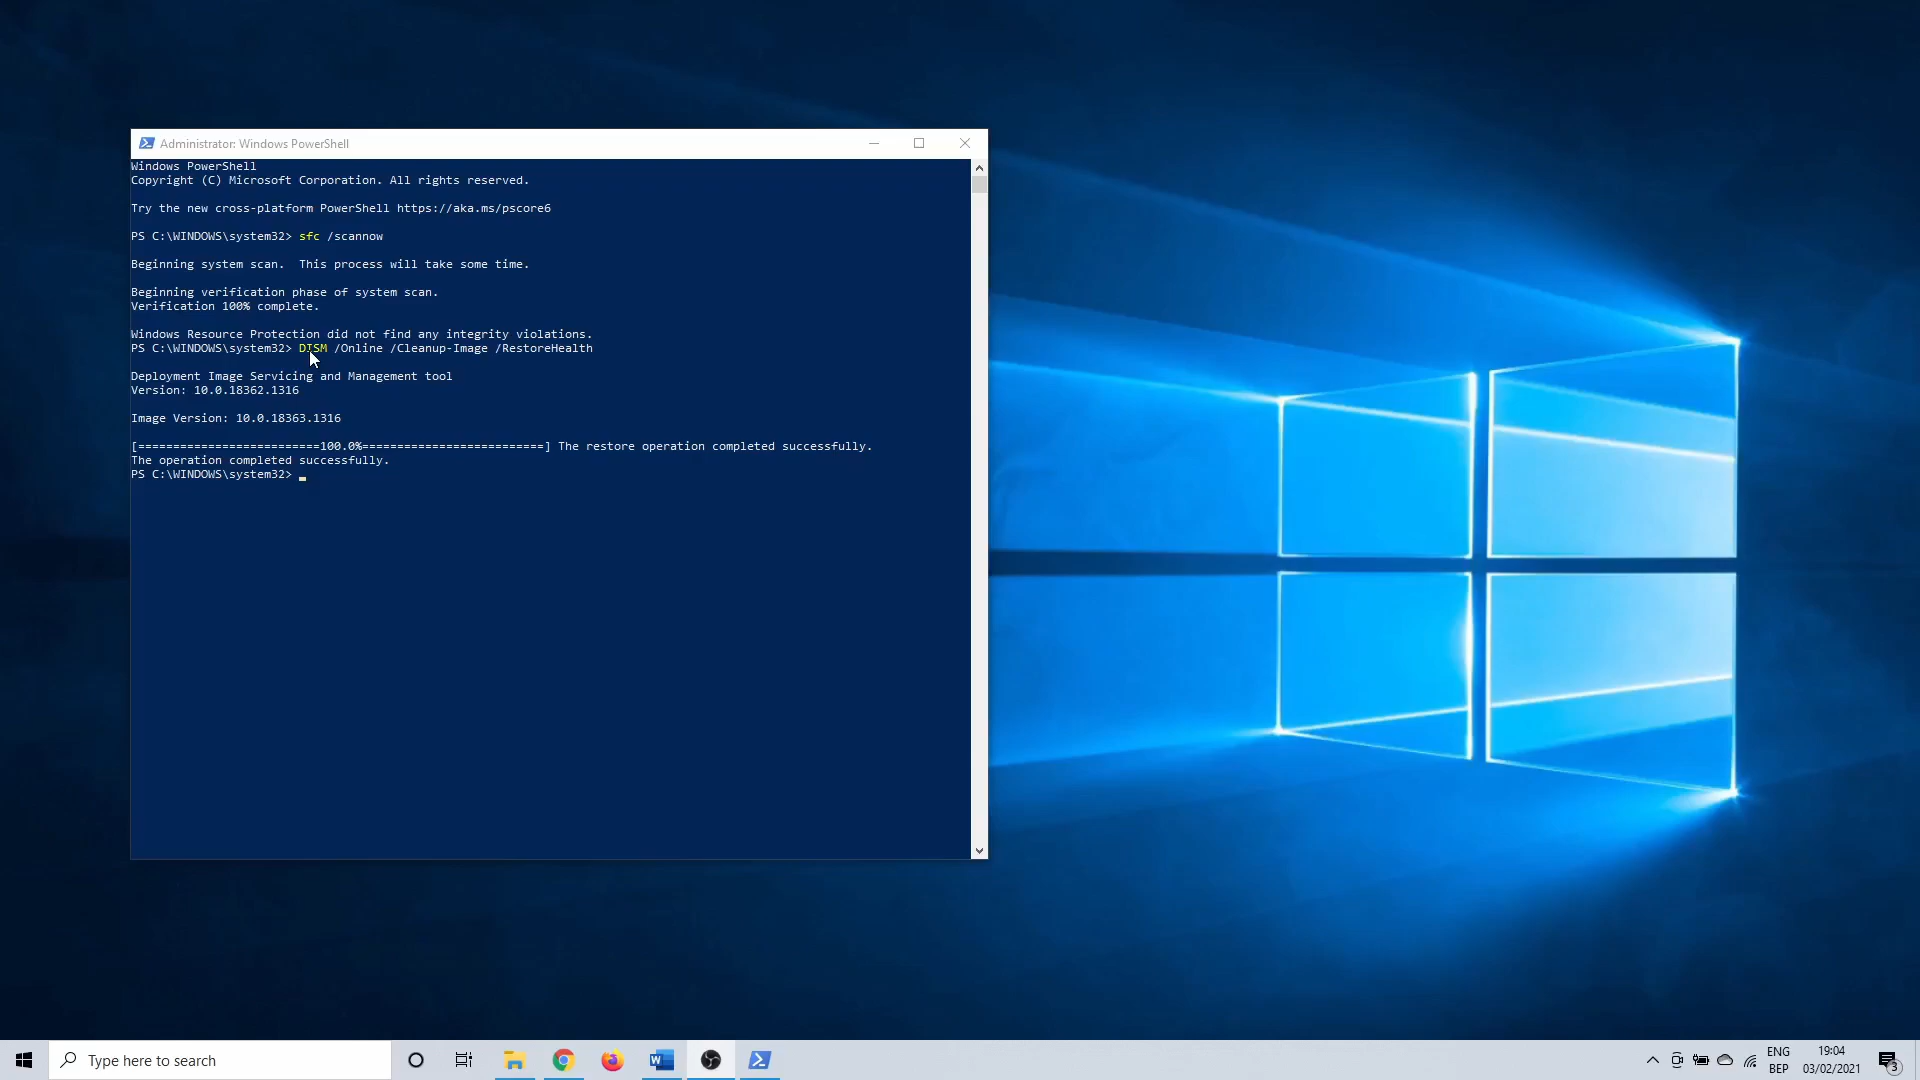 Administrator: Windows PowerShell
Windows PowerShell
Copyright (C) Microsoft Corporation. All rights reserved.
Try the new cross-platform PowerShell https://aka.ms/pscore6
PS C:\WINDOWS\system32> sfc /scannow
Beginning system scan.  This process will take some time.
Beginning verification phase of system scan.
Verification 100% complete.
Windows Resource Protection did not find any integrity violations.
PS C:\WINDOWS\system32> DISM /Online /Cleanup-Image /RestoreHealth
Deployment Image Servicing and Management tool
Version: 10.0.18362.1316
Image Version: 10.0.18363.1316
[==========================100.0%==========================] The restore operation completed successfully.
The operation completed successfully.
PS C:\WINDOWS\system32>
Type here to search
ENG
BEP
19:04
03/02/2021
3